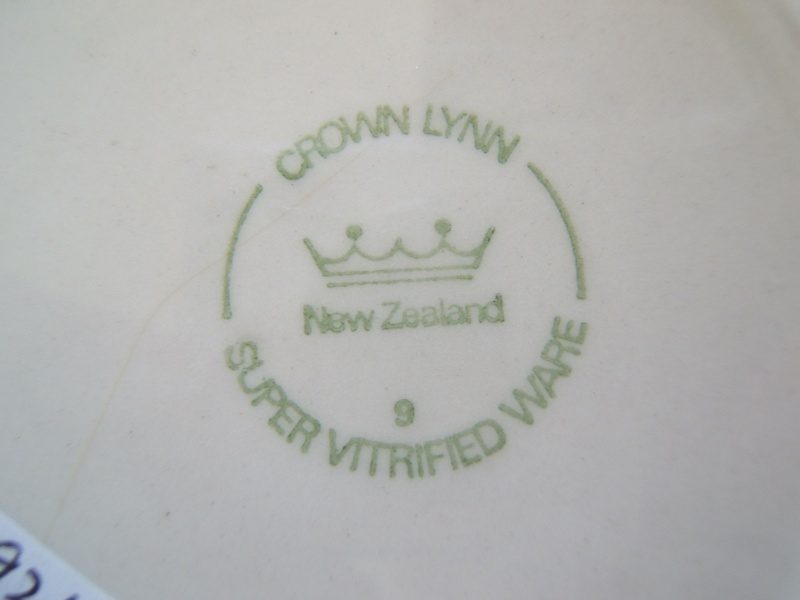 CROWN LYNN
New Zealand
9
SUPER VITRIFIED WARE